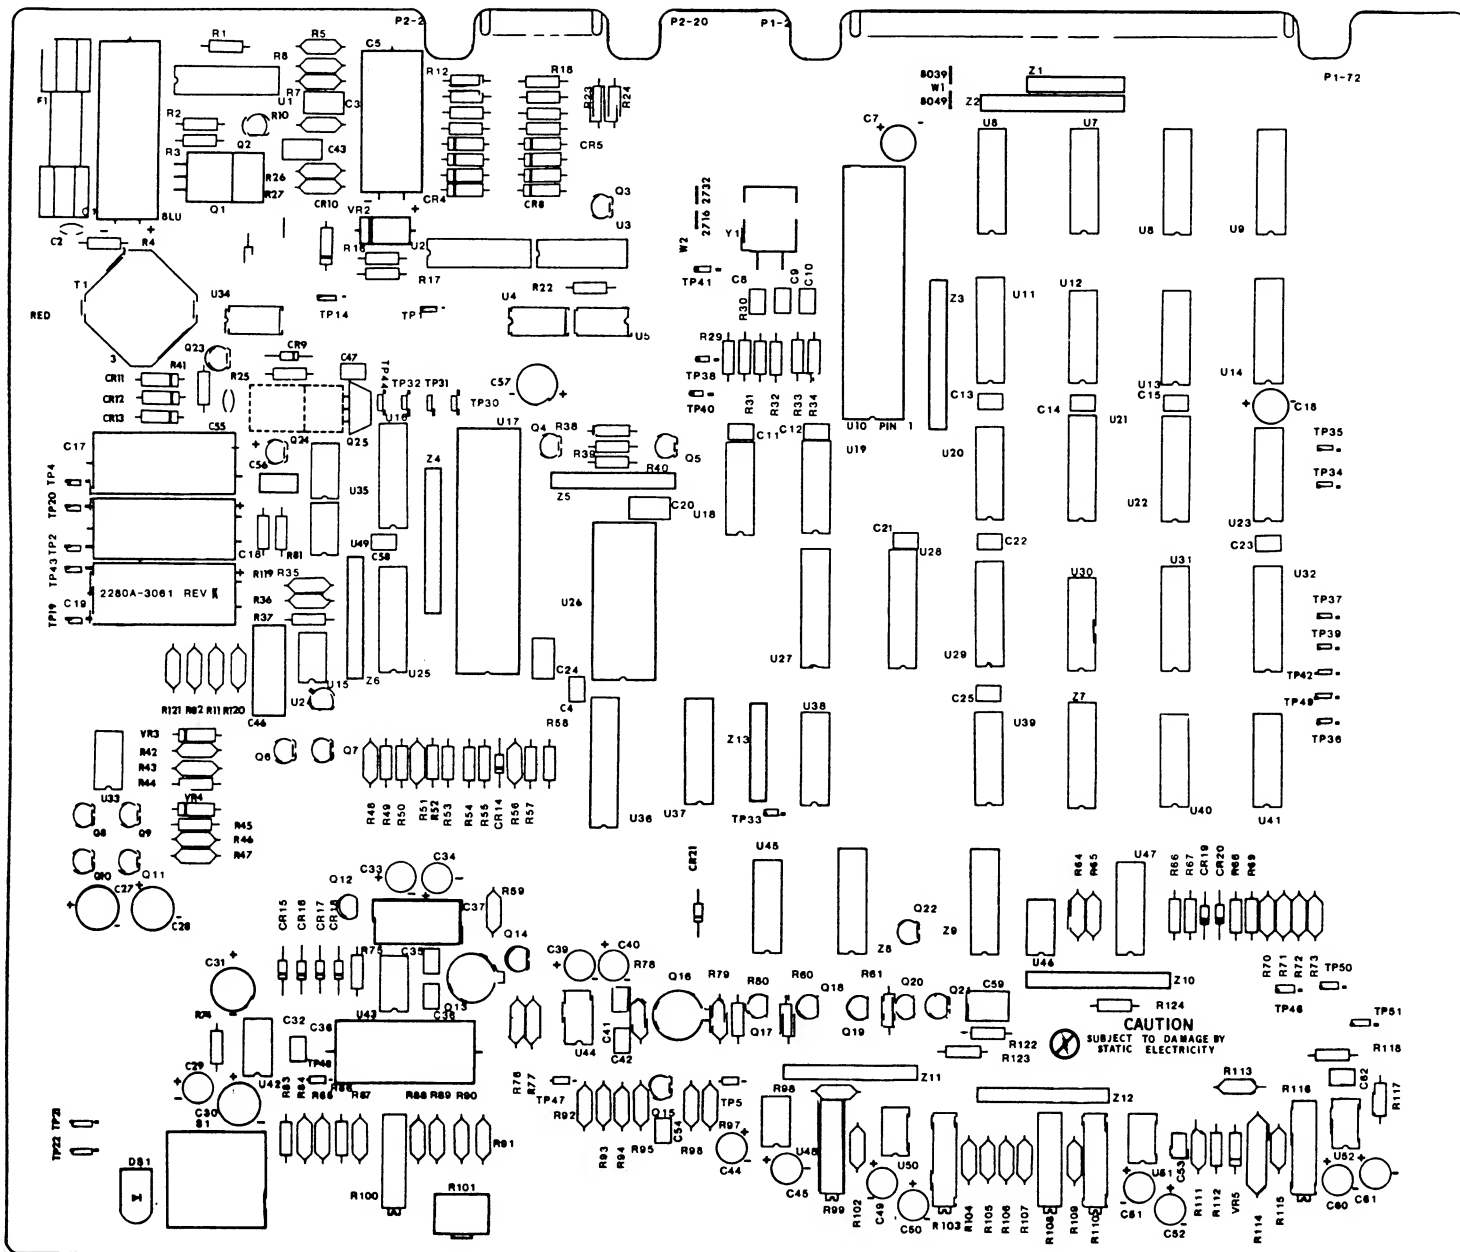 P2-2
P2-20
P1-2
P1-72
R1
R5
C5
R8
R12
R18
F1
R7
U1
C3
R23
R24
R2
R10
Q2
C43
CR5
R3
R26
R27
CR10
Q1
CR4
CR8
Q3
8039
W1
8049
Z1
Z2
C7
U6
U7
BLU
C2
R4
VR2
R16
U2
U3
R17
W2
2716
2732
Y1
U8
U9
T1
RED
3
U34
TP14
TP1
U4
R22
U5
TP41
C8
C9
C10
R30
Z3
U11
U12
Q23
R41
CR9
R25
C47
TP44
TP32
TP31
TP30
C57
R29
TP38
TP40
R31
R32
R33
R34
U13
U14
CR11
CR12
CR13
C55
Q24
Q25
U16
U17
Q4
R38
R39
R40
Q5
C11
C12
U10
PIN 1
U19
C13
C14
C15
U21
C18
C17
TP4
C56
U35
Z4
Z5
C20
U18
U20
U22
U23
TP35
TP34
TP20
TP2
C18
R81
U49
C58
C21
U28
C22
C23
TP43
2280A-3061 REV K
R119
R35
R36
R37
C19
TP19
U26
U27
U29
U30
U31
U32
TP37
TP39
TP42
TP49
TP36
R121
R82
R11
R120
C46
U24
U15
Z6
U25
C24
C4
R58
U38
C25
U39
Z7
VR3
R42
R43
R44
U33
VR4
R45
R46
R47
Q6
Q7
R48
R49
R50
R51
R52
R53
R54
R55
CR14
R56
R57
U36
U37
Z13
TP33
U40
U41
Q8
Q9
Q10
Q11
C27
C28
Q12
C33
C34
C37
R59
CR21
U45
Z8
Q22
Z9
U46
R64
R65
U47
R66
R67
CR19
CR20
R68
R69
R70
R71
R72
R73
CR15
CR16
CR17
CR18
R75
C35
Q14
C31
Q13
C39
C40
R78
Q16
R79
R80
R60
Q17
Q18
R61
Q19
Q20
Q21
C59
Z10
R124
TP50
TP46
TP51
R74
C32
C36
U43
C38
U44
C41
C42
R122
R123
CAUTION
SUBJECT TO DAMAGE BY
STATIC ELECTRICITY
R118
C29
C30
U42
TP48
R83
R84
R85
R86
R87
R88
R89
R90
R91
R76
R77
TP47
R92
R93
R94
R95
Q15
C54
TP5
R97
R98
C44
Z11
R98
Z12
R113
R116
C62
R117
TP21
TP22
DS1
S1
R100
R101
C45
U48
R99
R102
C49
U50
C50
R103
R104
R105
R106
R107
R108
R109
R110
U51
C51
C52
C53
R111
R112
VR5
R114
R115
U52
C60
C61